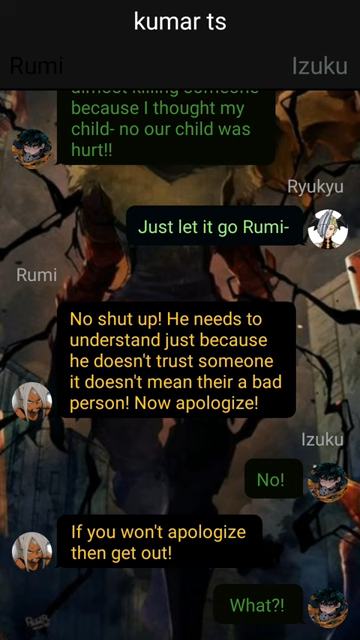 kumar ts
Rumi
Izuku
almost killing someone
because I thought my
child- no our child was
hurt!!
Ryukyu
Just let it go Rumi-
Rumi
No shut up! He needs to
understand just because
he doesn't trust someone
it doesn't mean their a bad
person! Now apologize!
Izuku
No!
If you won't apologize
then get out!
What?!